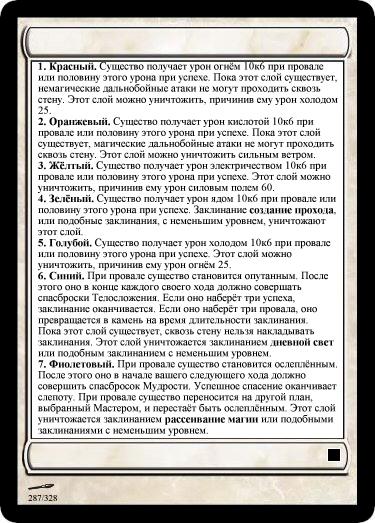 1. Красный. Существо получает урон огнём 10к6 при провале
или половину этого урона при успехе. Пока этот слой существует,
немагические дальнобойные атаки не могут проходить сквозь
стену. Этот слой можно уничтожить, причинив ему урон холодом
25.
2. Оранжевый. Существо получает урон кислотой 10к6 при
провале или половину этого урона при успехе. Пока этот слой
существует, магические дальнобойные атаки не могут проходить
сквозь стену. Этот слой можно уничтожить сильным ветром.
3. Жёлтый. Существо получает урон электричеством 10к6 при
провале или половину этого урона при успехе. Этот слой можно
уничтожить, причинив ему урон силовым полем 60.
4. Зелёный. Существо получает урон ядом 10к6 при провале или
половину этого урона при успехе. Заклинание создание прохода,
или подобные заклинания, с неменьшим уровнем, уничтожают
этот слой.
5. Голубой. Существо получает урон холодом 10к6 при провале
или половину этого урона при успехе. Этот слой можно
уничтожить, причинив ему урон огнём 25.
6. Синий. При провале существо становится опутанным. После
этого оно в конце каждого своего хода должно совершать
спасброски Телосложения. Если оно наберёт три успеха,
заклинание оканчивается. Если оно наберёт три провала, оно
превращается в камень на время длительности заклинания.
Пока этот слой существует, сквозь стену нельзя накладывать
заклинания. Этот слой уничтожается заклинанием дневной свет
или подобным заклинанием с неменьшим уровнем.
7. Фиолетовый. При провале существо становится ослеплённым.
После этого оно в начале вашего следующего хода должно
совершить спасбросок Мудрости. Успешное спасение оканчивает
слепоту. При провале существо переносится на другой план,
выбранный Мастером, и перестаёт быть ослеплённым. Этот слой
уничтожается заклинанием рассеивание магии или подобными
заклинаниями с неменьшим уровнем.
287/328